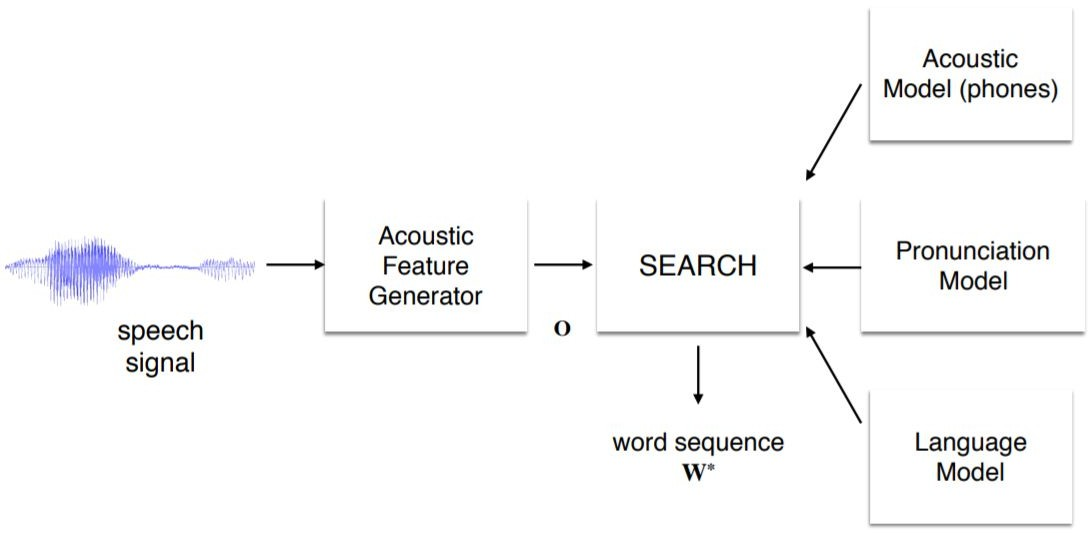 speech
signal
Acoustic
Feature
Generator
O
SEARCH
word sequence
W*
Acoustic
Model (phones)
Pronunciation
Model
Language
Model